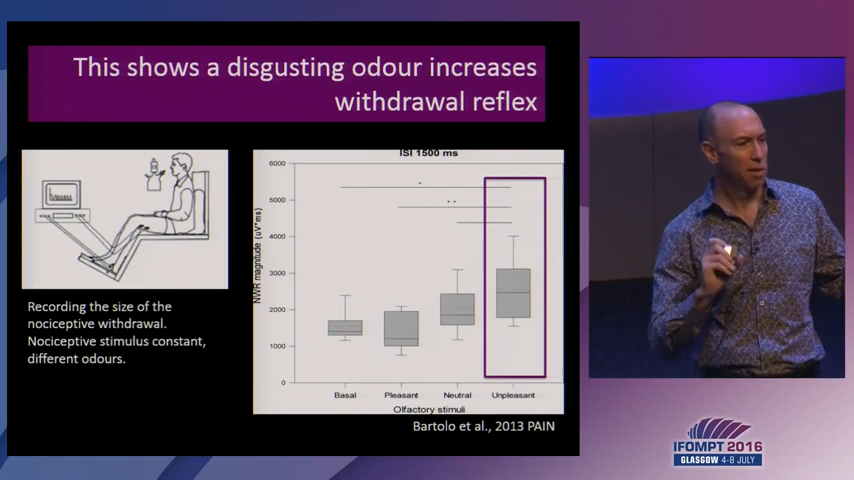 This shows a disgusting odour increases
withdrawal reflex
Recording the size of the
nociceptive withdrawal.
Nociceptive stimulus constant,
different odours.
ISI 1500 ms
NWR magnitude (uV*ms)
6000
5000
4000
3000
2000
1000
0
*
**
Basal Pleasant Neutral Unpleasant
Olfactory stimuli
Bartolo et al., 2013 PAIN
IFOMPT 2016
GLASGOW 4-8 JULY